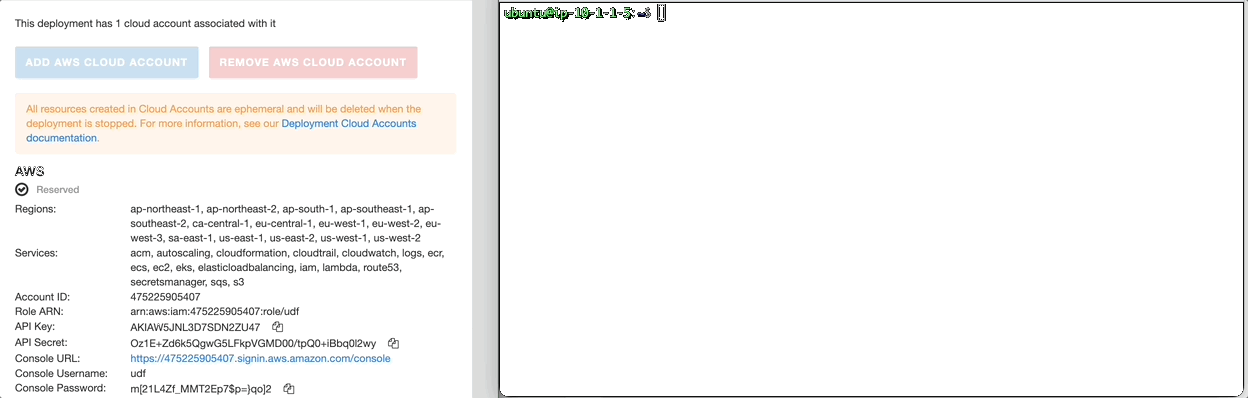 This deployment has 1 cloud account associated with it
ADD AWS CLOUD ACCOUNT
REMOVE AWS CLOUD ACCOUNT
All resources created in Cloud Accounts are ephemeral and will be deleted when the
deployment is stopped. For more information, see our Deployment Cloud Accounts
documentation.
AWS
Reserved
Regions: ap-northeast-1, ap-northeast-2, ap-south-1, ap-southeast-1, ap-
southeast-2, ca-central-1, eu-central-1, eu-west-1, eu-west-2, eu-
west-3, sa-east-1, us-east-1, us-east-2, us-west-1, us-west-2
Services: acm, autoscaling, cloudformation, cloudtrail, cloudwatch, logs, ecr,
ecs, ec2, eks, elasticloadbalancing, iam, lambda, route53,
secretsmanager, sqs, s3
Account ID: 475225905407
Role ARN: arn:aws:iam:475225905407:role/udf
API Key: AKIAW5JNL3D7SDN2ZU47
API Secret: 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
Console URL: https://475225905407.signin.aws.amazon.com/console
Console Username: udf
Console Password: m[21L4Zf_MMT2Ep7$p=}qo]2
ubuntu@ip-10-1-1-5:~$